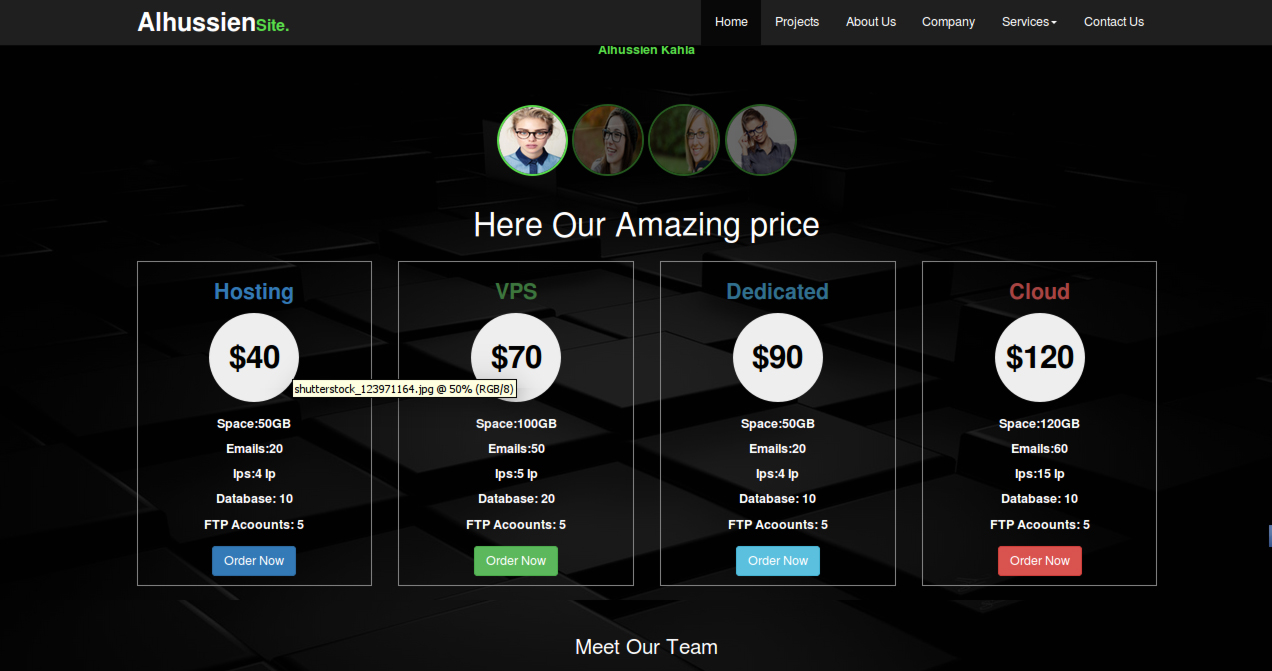 AlhussienSite.
Home Projects About Us Company Services Contact Us
Alhussien Kahla
Here Our Amazing price
Hosting
$40
Space:50GB
Emails:20
Ips:4 Ip
Database: 10
FTP Acoounts: 5
Order Now
VPS
$70
Space:100GB
Emails:50
Ips:5 Ip
Database: 20
FTP Acoounts: 5
Order Now
Dedicated
$90
Space:50GB
Emails:20
Ips:4 Ip
Database: 10
FTP Acoounts: 5
Order Now
Cloud
$120
Space:120GB
Emails:60
Ips:15 Ip
Database: 10
FTP Acoounts: 5
Order Now
shutterstock_123971164.jpg @ 50% (RGB/8)
Meet Our Team